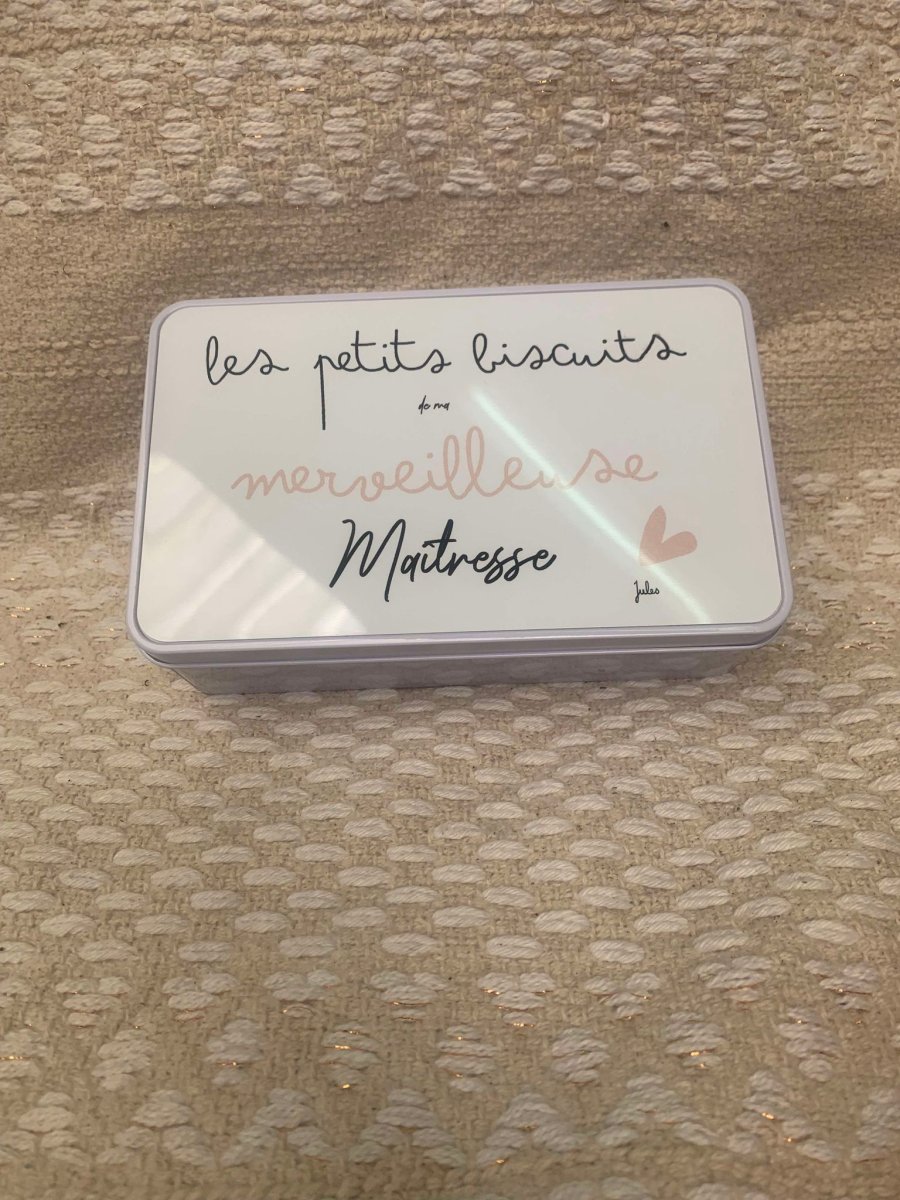 les petits biscuits
de ma
merveilleuse
Maîtresse
Jules